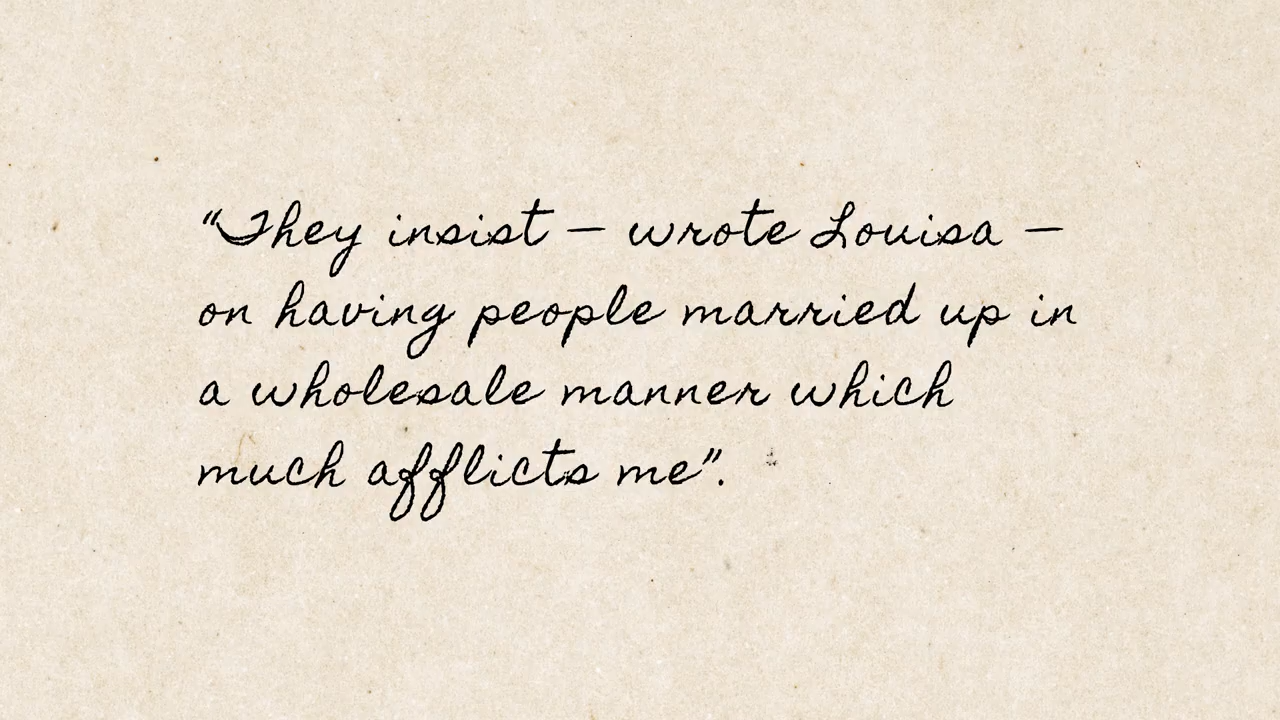 “They insist – wrote Louisa –
on having people married up in
a wholesale manner which
much afflicts me”.